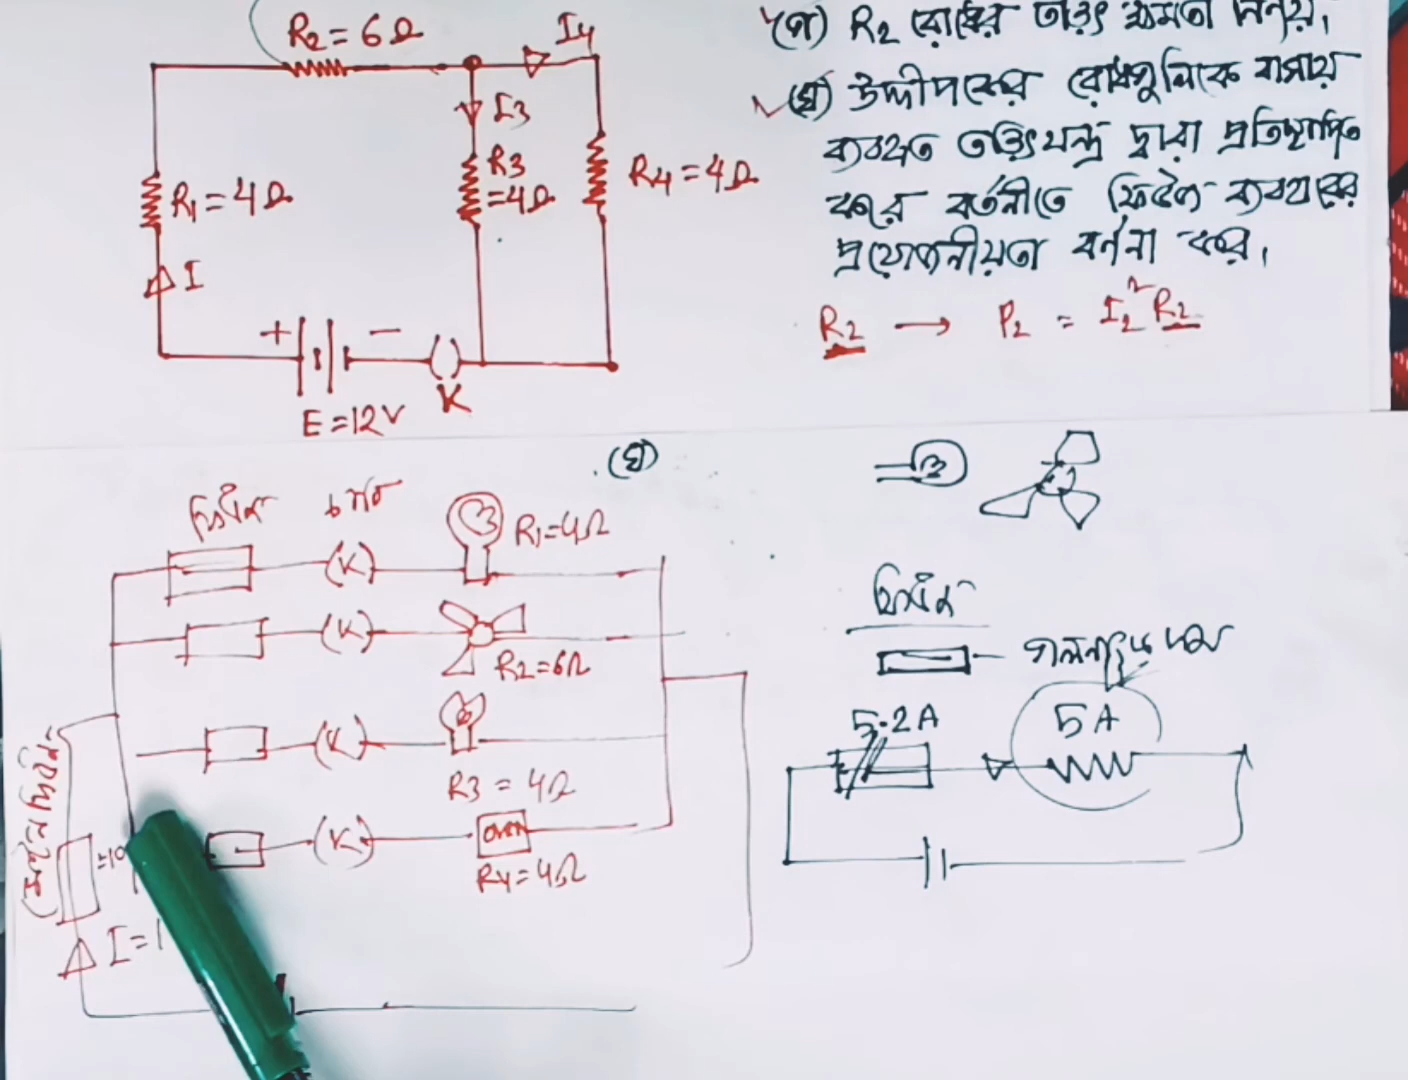 R2 = 6Ω
I4
I3
R1 = 4Ω
R3
= 4Ω
R4 = 4Ω
I
+ −
E = 12V
K
(গ) R2 রোধের তড়িৎ ক্ষমতা নির্ণয়।
(ঘ) উদ্দীপকের রোধগুলিকে বাসায়
ব্যবহৃত তড়িৎযন্ত্র দ্বারা প্রতিস্থাপিত
করে বর্তনীতে ফিউজ ব্যবহারের
প্রয়োজনীয়তা বর্ণনা কর।
R2 → P2 = I2² R2
(ঘ)
ফিউজ
(K)
R1 = 4Ω
(K)
R2 = 6Ω
(K)
R3 = 4Ω
(K)
OVEN
R4 = 4Ω
I = 1
ফিউজ
5.2A
5A